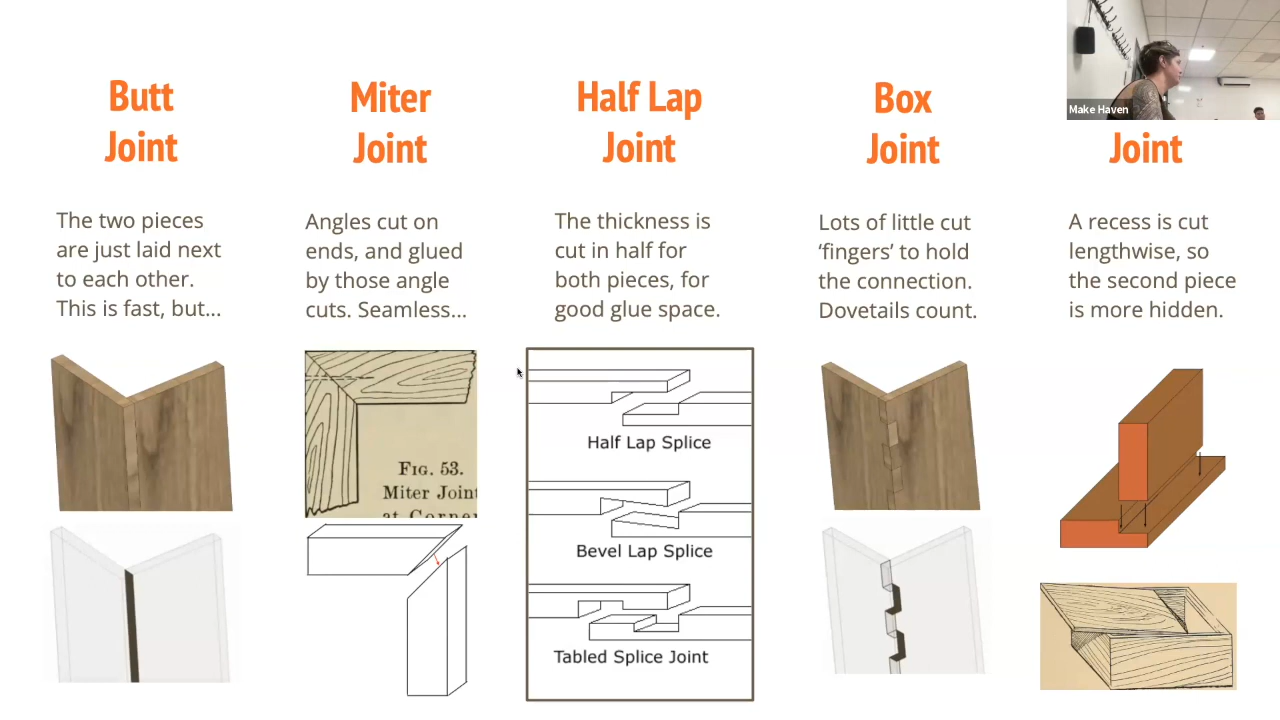 Butt
Joint
The two pieces
are just laid next
to each other.
This is fast, but...
Miter
Joint
Angles cut on
ends, and glued
by those angle
cuts. Seamless...
FIG. 53.
Miter Joint
at Corner
Half Lap
Joint
The thickness is
cut in half for
both pieces, for
good glue space.
Half Lap Splice
Bevel Lap Splice
Tabled Splice Joint
Box
Joint
Lots of little cut
‘fingers’ to hold
the connection.
Dovetails count.
Make Haven
Joint
A recess is cut
lengthwise, so
the second piece
is more hidden.